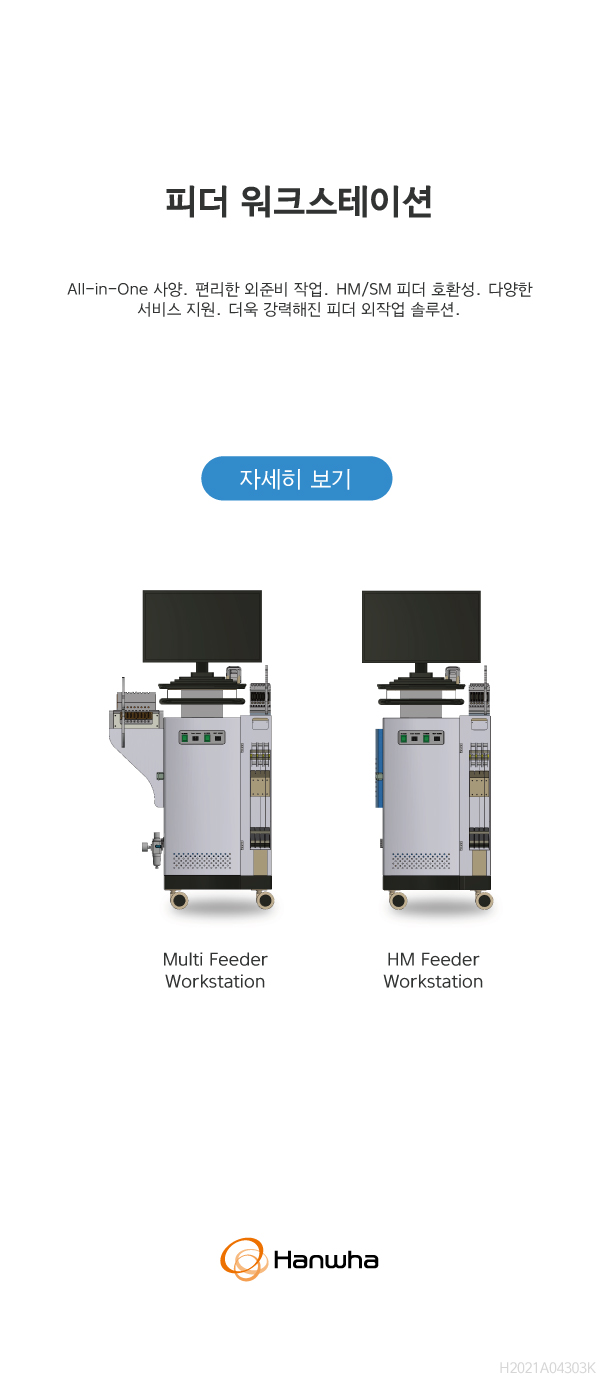 피더 워크스테이션
All-in-One 사양. 편리한 외준비 작업. HM/SM 피더 호환성. 다양한
서비스 지원. 더욱 강력해진 피더 외작업 솔루션.
자세히 보기
Multi Feeder
Workstation
HM Feeder
Workstation
Hanwha
H2021A04303K